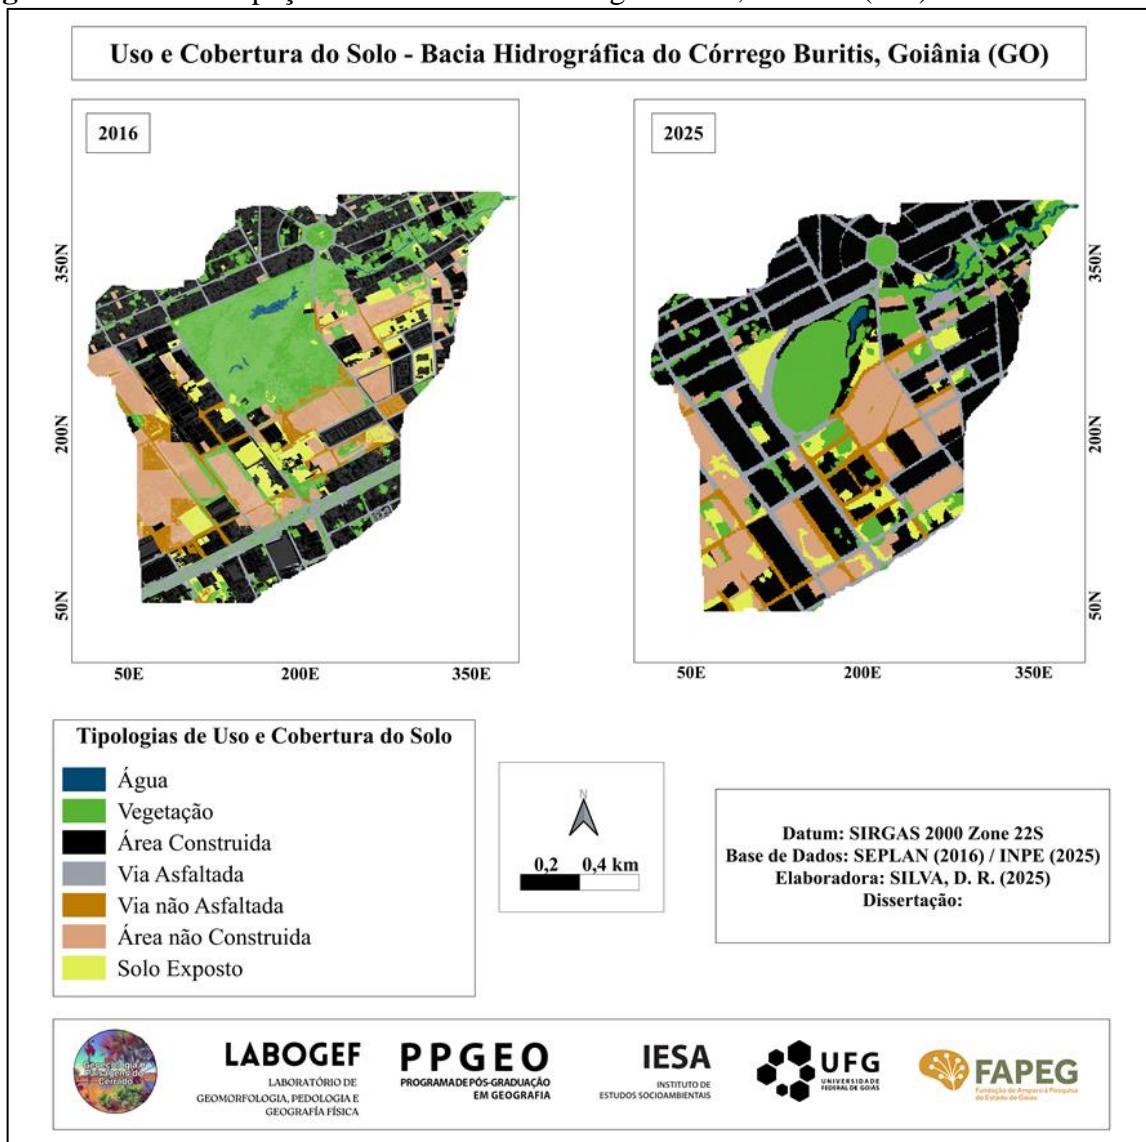 Uso e Cobertura do Solo - Bacia Hidrográfica do Córrego Buritis, Goiânia (GO)
2016
2025
350N
200N
50N
350N
200N
50N
50E 200E 350E
50E 200E 350E
Tipologias de Uso e Cobertura do Solo
Água
Vegetação
Área Construida
Via Asfaltada
Via não Asfaltada
Área não Construida
Solo Exposto
N
0,2 0,4 km
Datum: SIRGAS 2000 Zone 22S
Base de Dados: SEPLAN (2016) / INPE (2025)
Elaboradora: SILVA, D. R. (2025)
Dissertação:
Geoecologia e
Paisagens do
Cerrado
LABOGEF
LABORATÓRIO DE
GEOMORFOLOGIA, PEDOLOGIA E
GEOGRAFIA FÍSICA
PPGEO
PROGRAMA DE PÓS-GRADUAÇÃO
EM GEOGRAFIA
IESA
INSTITUTO DE
ESTUDOS SOCIOAMBIENTAIS
UFG
UNIVERSIDADE
FEDERAL DE GOIÁS
FAPEG
Fundação de Amparo à Pesquisa
do Estado de Goiás